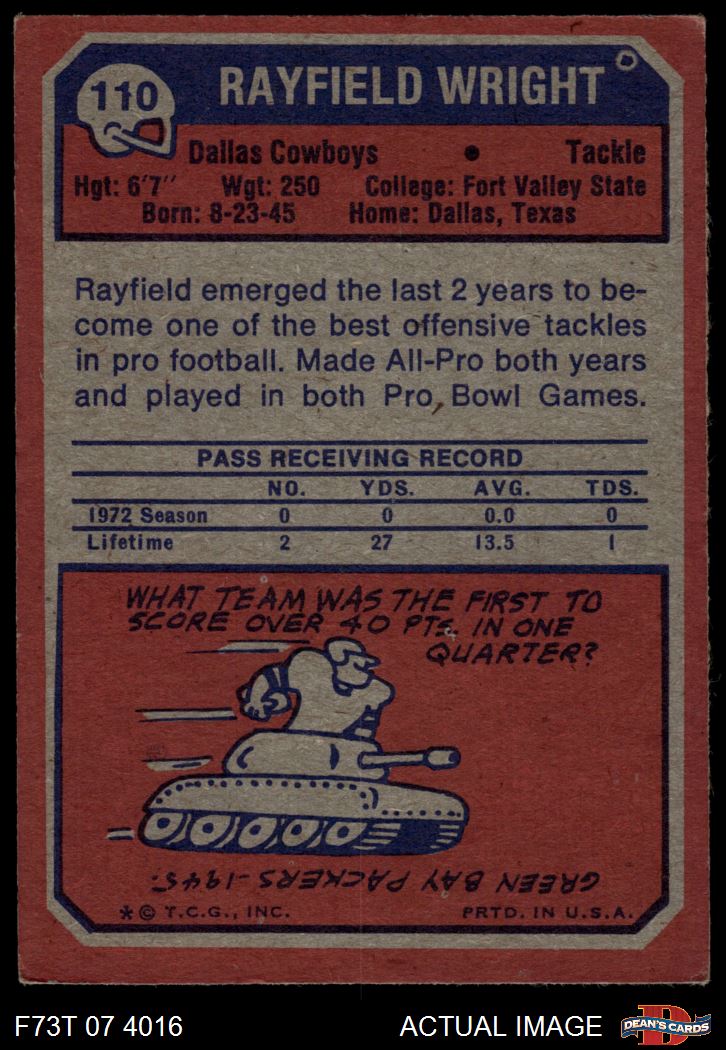 110
RAYFIELD WRIGHT
Dallas Cowboys • Tackle
Hgt: 6'7" Wgt: 250 College: Fort Valley State
Born: 8-23-45 Home: Dallas, Texas
Rayfield emerged the last 2 years to be-
come one of the best offensive tackles
in pro football. Made All-Pro both years
and played in both Pro Bowl Games.
PASS RECEIVING RECORD
NO. YDS. AVG. TDS.
1972 Season 0 0 0.0 0
Lifetime 2 27 13.5 1
WHAT TEAM WAS THE FIRST TO
SCORE OVER 40 PTS. IN ONE
QUARTER?
GREEN BAY PACKERS-1945.
*© T.C.G., INC. PRTD. IN U.S.A.
F73T 07 4016 ACTUAL IMAGE
D
DEAN'S CARDS